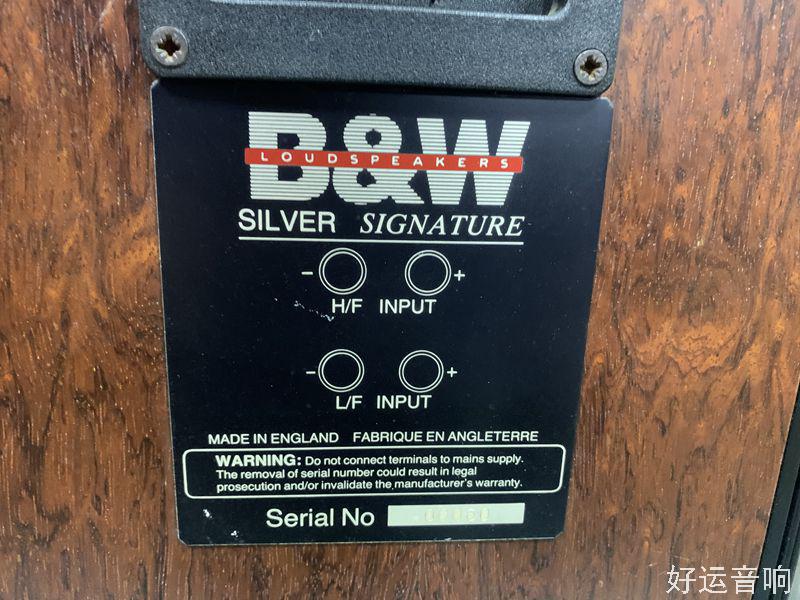 B&W
LOUDSPEAKERS
SILVER SIGNATURE
- +
H/F INPUT
- +
L/F INPUT
MADE IN ENGLAND FABRIQUE EN ANGLETERRE
WARNING: Do not connect terminals to mains supply.
The removal of serial number could result in legal
prosecution and/or invalidate the manufacturer's warranty.
Serial No
好运音响